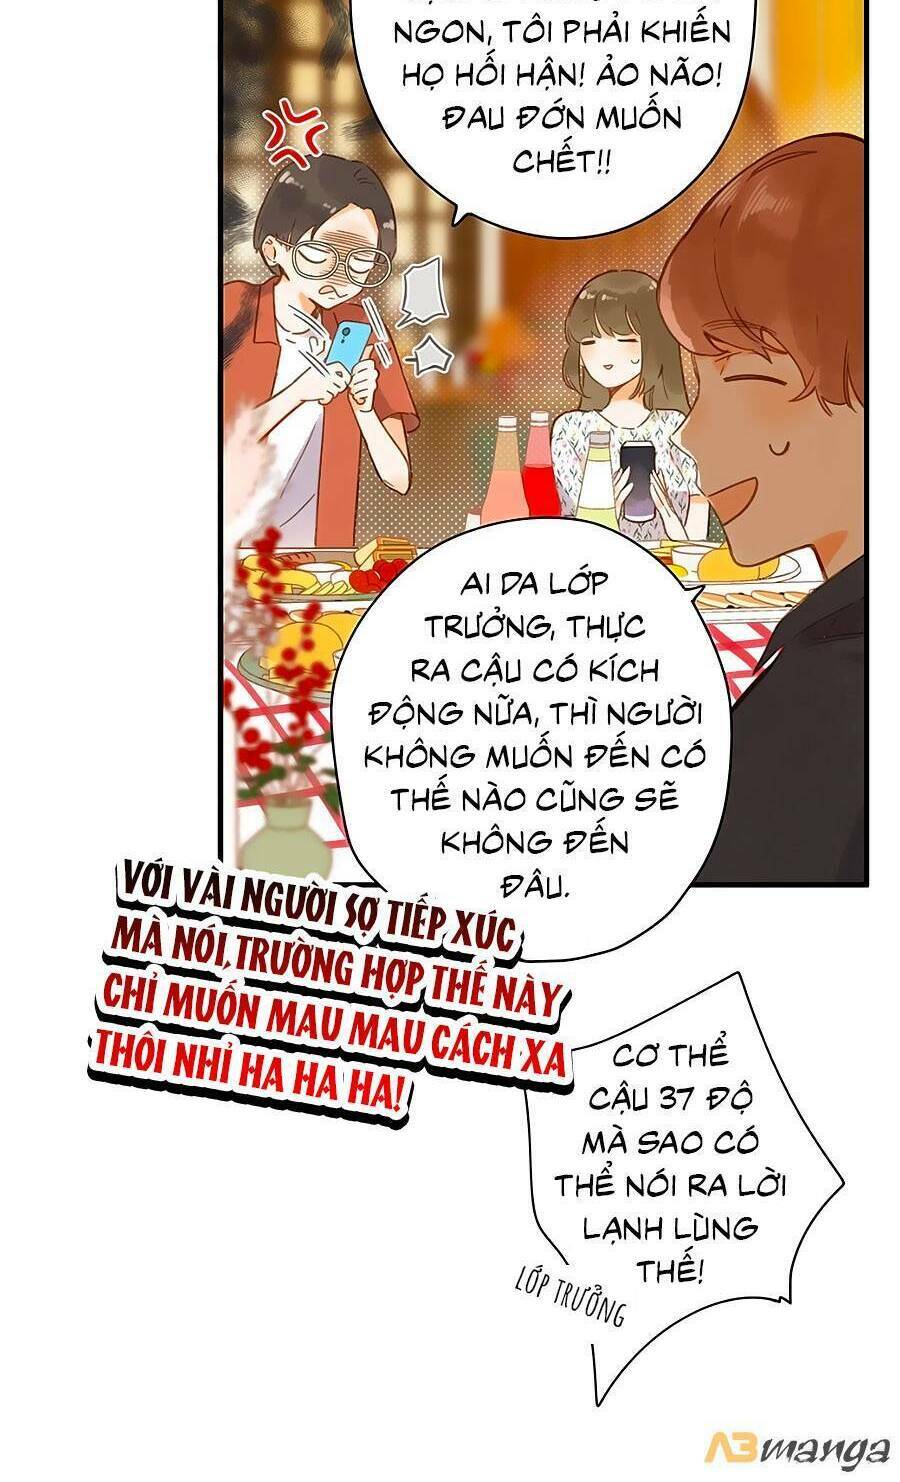 NGON, TÔI PHẢI KHIẾN
HỌ HỐI HẬN! ẢO NÃO!
ĐAU ĐỚN MUỐN
CHẾT!!
AI DA LỚP
TRƯỞNG, THỰC
RA CẬU CÓ KÍCH
ĐỘNG NỮA, THÌ NGƯỜI
KHÔNG MUỐN ĐẾN CÓ
THẾ NÀO CŨNG SẼ
KHÔNG ĐẾN
ĐÂU.
VỚI VÀI NGƯỜI SỢ TIẾP XÚC
MÀ NÓI, TRƯỜNG HỢP THẾ NÀY
CHỈ MUỐN MAU MAU CÁCH XA
THÔI NHỈ HA HA HA!
CƠ THỂ
CẬU 37 ĐỘ
MÀ SAO CÓ
THỂ NÓI RA LỜI
LẠNH LÙNG
THẾ!
LỚP TRƯỞNG
A3manga